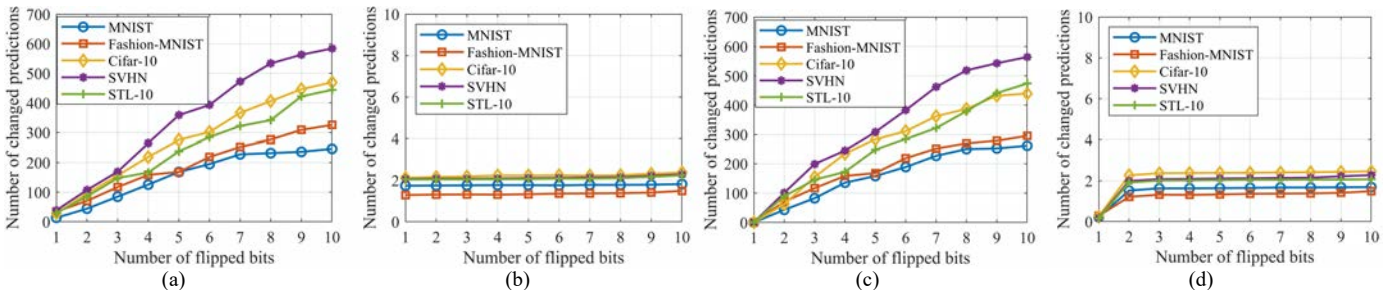 Number of changed predictions
700
600
500
400
300
200
100
0
MNIST
Fashion-MNIST
Cifar-10
SVHN
STL-10
1 2 3 4 5 6 7 8 9 10
Number of flipped bits
(a)
Number of changed predictions
10
8
6
4
2
0
MNIST
Fashion-MNIST
Cifar-10
SVHN
STL-10
1 2 3 4 5 6 7 8 9 10
Number of flipped bits
(b)
Number of changed predictions
700
600
500
400
300
200
100
0
MNIST
Fashion-MNIST
Cifar-10
SVHN
STL-10
1 2 3 4 5 6 7 8 9 10
Number of flipped bits
(c)
Number of changed predictions
10
8
6
4
2
0
MNIST
Fashion-MNIST
Cifar-10
SVHN
STL-10
1 2 3 4 5 6 7 8 9 10
Number of flipped bits
(d)